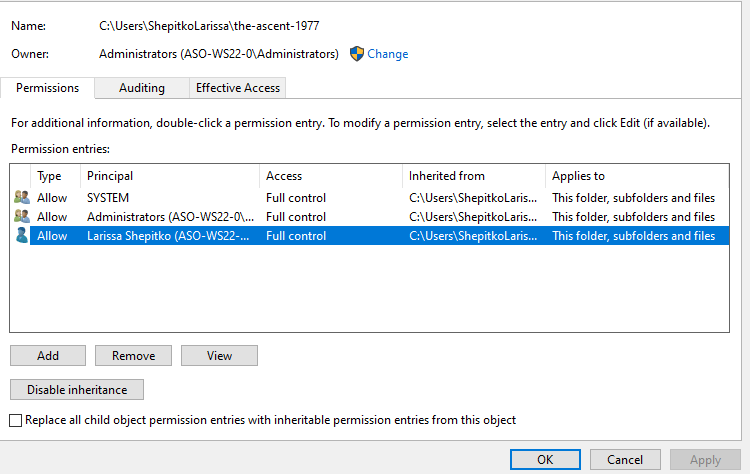 Name: C:\Users\ShepitkoLarissa\the-ascent-1977
Owner: Administrators (ASO-WS22-0\Administrators) Change
Permissions Auditing Effective Access
For additional information, double-click a permission entry. To modify a permission entry, select the entry and click Edit (if available).
Permission entries:
Type Principal Access Inherited from Applies to
Allow SYSTEM Full control C:\Users\ShepitkoLaris... This folder, subfolders and files
Allow Administrators (ASO-WS22-0\... Full control C:\Users\ShepitkoLaris... This folder, subfolders and files
Allow Larissa Shepitko (ASO-WS22-... Full control C:\Users\ShepitkoLaris... This folder, subfolders and files
Add Remove View
Disable inheritance
Replace all child object permission entries with inheritable permission entries from this object
OK Cancel Apply